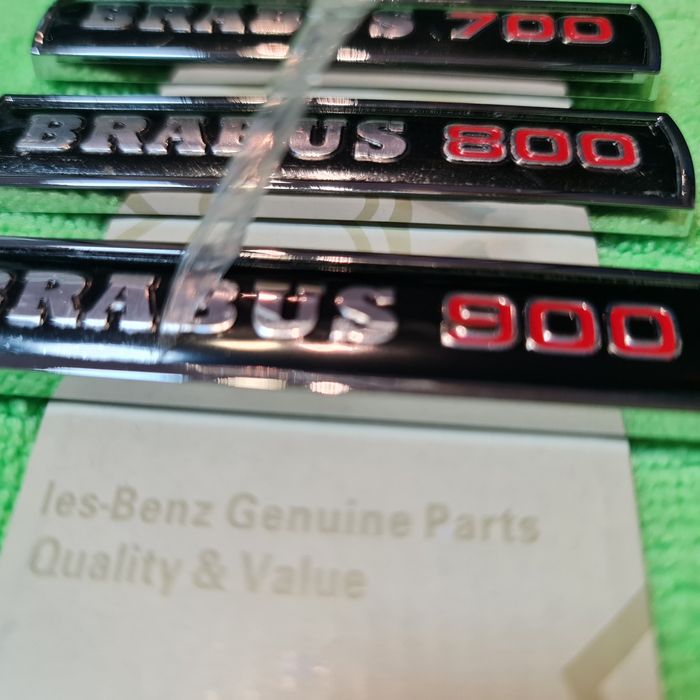 BRABUS 700
BRABUS 800
BRABUS 900
les-Benz Genuine Parts
Quality & Value